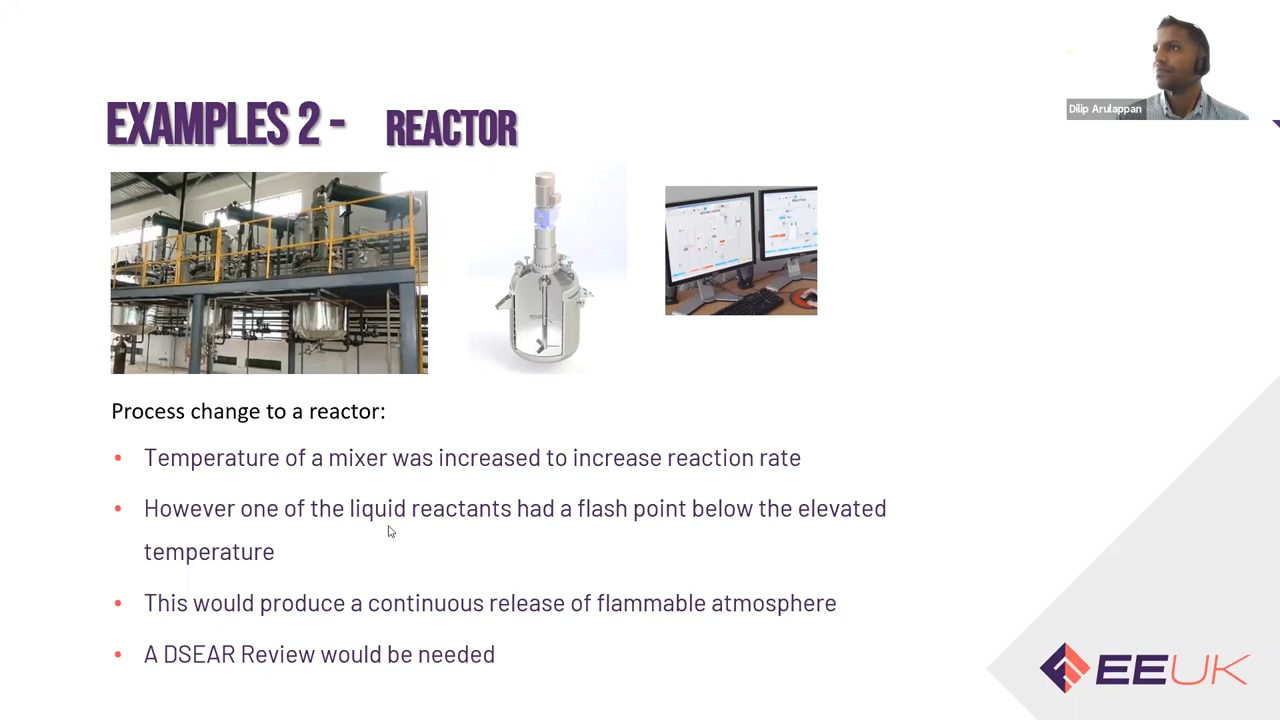 Dilip Arulappan
EXAMPLES 2 - REACTOR
Process change to a reactor:
• Temperature of a mixer was increased to increase reaction rate
• However one of the liquid reactants had a flash point below the elevated
temperature
• This would produce a continuous release of flammable atmosphere
• A DSEAR Review would be needed
EEUK